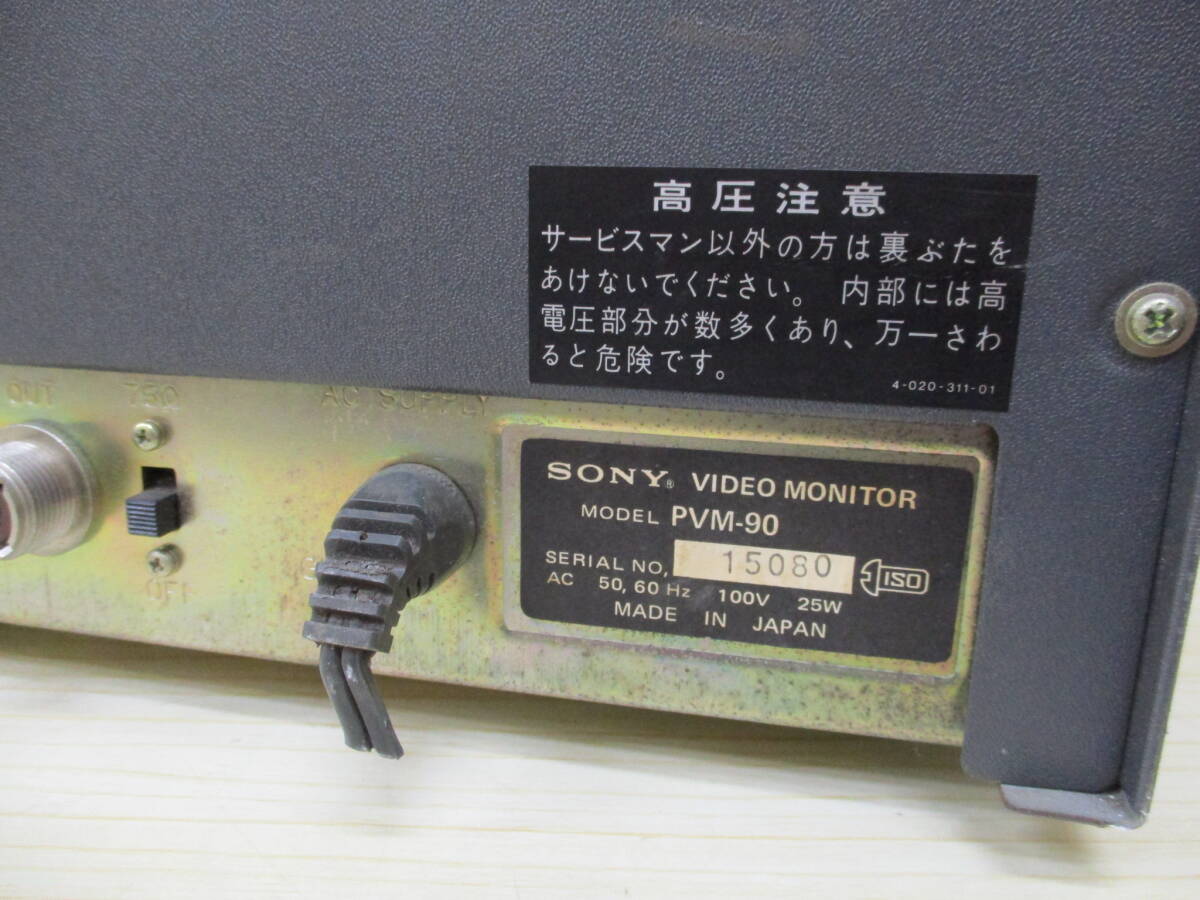 高圧注意
サービスマン以外の方は裏ぶたを
あけないでください。 内部には高
電圧部分が数多くあり、万一さわ
ると危険です。
4-020-311-01
OUT
75Ω
AC SUPPLY
OFF
SONY® VIDEO MONITOR
MODEL PVM-90
SERIAL NO, 15080
ISO
AC 50, 60 Hz 100V 25W
MADE IN JAPAN